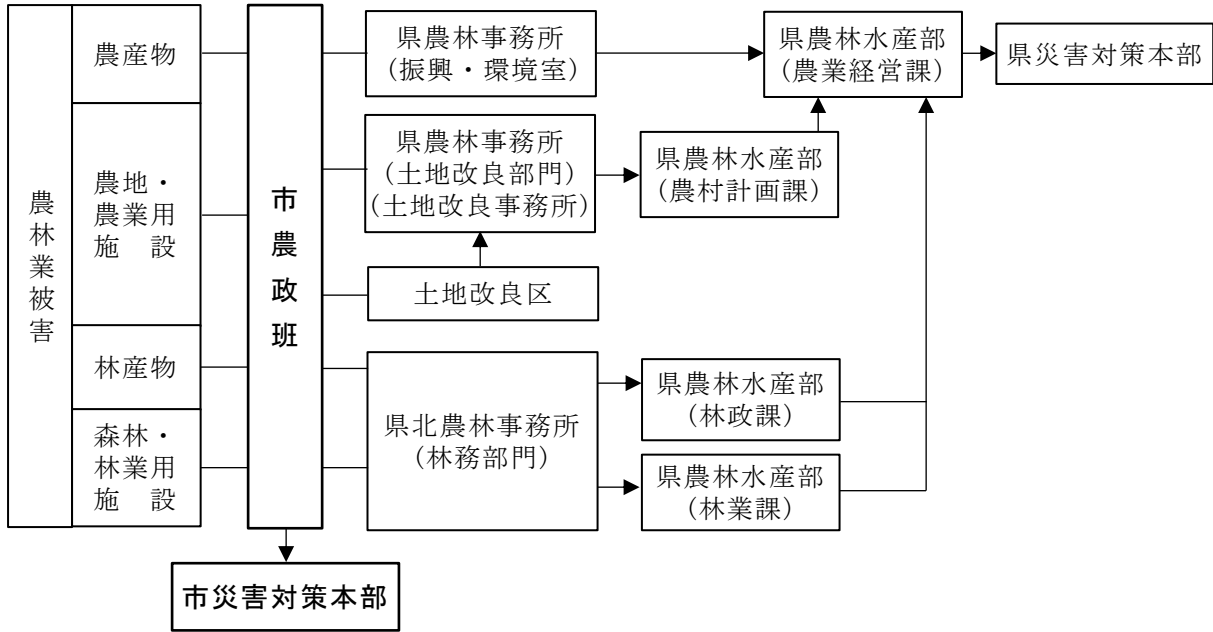 農林業被害
農産物
農地・
農業用
施　設
林産物
森林・
林業用
施　設
市農政班
市災害対策本部
県農林事務所
(振興・環境室)
県農林事務所
(土地改良部門)
(土地改良事務所)
土地改良区
県北農林事務所
(林務部門)
県農林水産部
(農業経営課)
県農林水産部
(農村計画課)
県農林水産部
(林政課)
県農林水産部
(林業課)
県災害対策本部